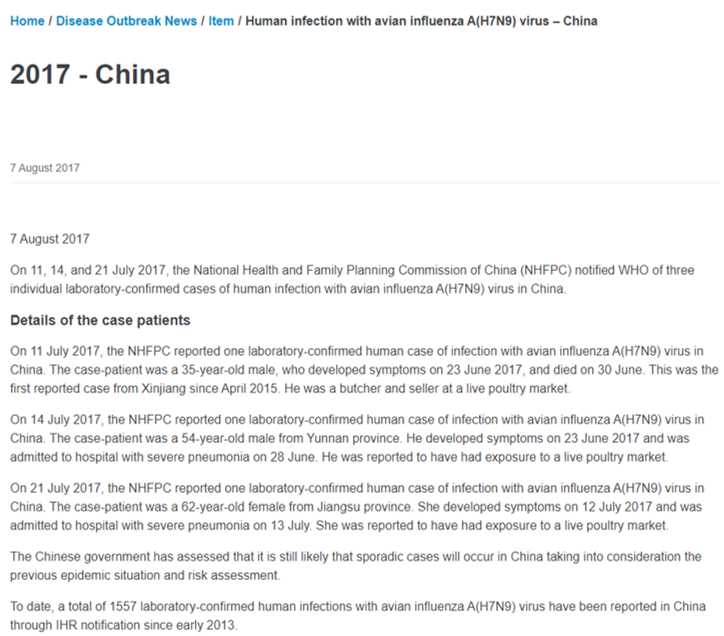 Home / Disease Outbreak News / Item / Human infection with avian influenza A(H7N9) virus – China
2017 - China
7 August 2017
7 August 2017
On 11, 14, and 21 July 2017, the National Health and Family Planning Commission of China (NHFPC) notified WHO of three
individual laboratory-confirmed cases of human infection with avian influenza A(H7N9) virus in China.
Details of the case patients
On 11 July 2017, the NHFPC reported one laboratory-confirmed human case of infection with avian influenza A(H7N9) virus in
China. The case-patient was a 35-year-old male, who developed symptoms on 23 June 2017, and died on 30 June. This was the
first reported case from Xinjiang since April 2015. He was a butcher and seller at a live poultry market.
On 14 July 2017, the NHFPC reported one laboratory-confirmed human case of infection with avian influenza A(H7N9) virus in
China. The case-patient was a 54-year-old male from Yunnan province. He developed symptoms on 23 June 2017 and was
admitted to hospital with severe pneumonia on 28 June. He was reported to have had exposure to a live poultry market.
On 21 July 2017, the NHFPC reported one laboratory-confirmed human case of infection with avian influenza A(H7N9) virus in
China. The case-patient was a 62-year-old female from Jiangsu province. She developed symptoms on 12 July 2017 and was
admitted to hospital with severe pneumonia on 13 July. She was reported to have had exposure to a live poultry market.
The Chinese government has assessed that it is still likely that sporadic cases will occur in China taking into consideration the
previous epidemic situation and risk assessment.
To date, a total of 1557 laboratory-confirmed human infections with avian influenza A(H7N9) virus have been reported in China
through IHR notification since early 2013.